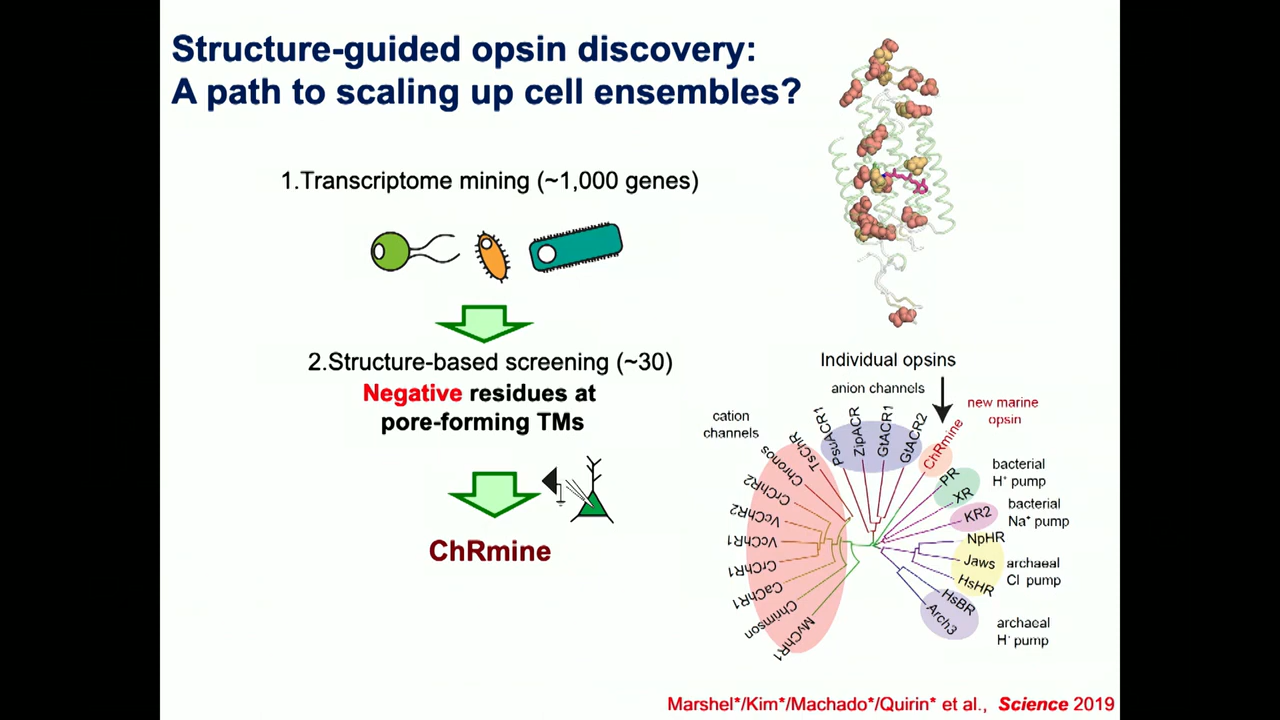 Structure-guided opsin discovery:
A path to scaling up cell ensembles?
1.Transcriptome mining (~1,000 genes)
2.Structure-based screening (~30)
Negative residues at
pore-forming TMs
ChRmine
Individual opsins
anion channels
new marine
opsin
cation
channels
PsuACR1
ZipACR
GtACR1
GtACR2
ChRmine
TsChR
Chronos
CrChR2
VcChR2
VcChR1
CrChR1
CaChR1
Chrimson
MvChR1
PR
XR
bacterial
H⁺ pump
KR2
bacterial
Na⁺ pump
NpHR
Jaws
HsHR
archaeal
Cl⁻ pump
HsBR
Arch3
archaeal
H⁺ pump
Marshel*/Kim*/Machado*/Quirin* et al., Science 2019